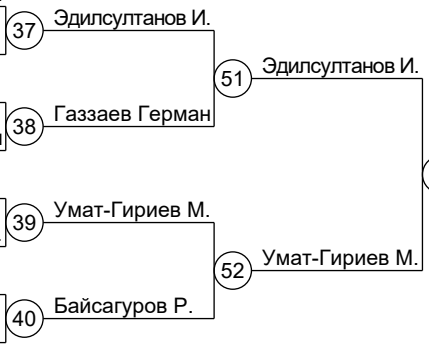 37
Эдилсултанов И.
51
Эдилсултанов И.
38
Газзаев Герман
39
Умат-Гириев М.
52
Умат-Гириев М.
40
Байсагуров Р.